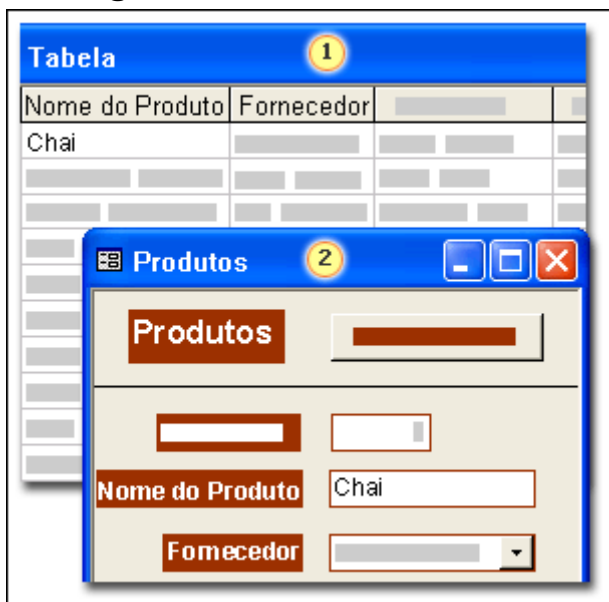 Tabela 1
Nome do Produto Fornecedor
Chai
Produtos 2
Produtos
Nome do Produto Chai
Fornecedor